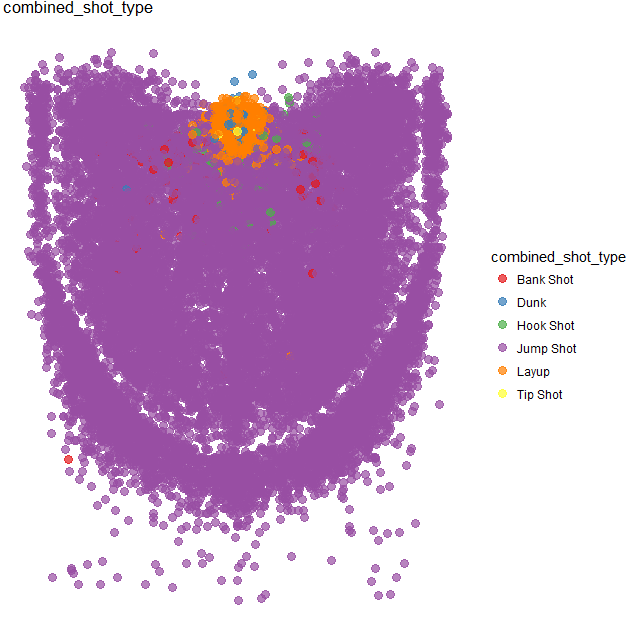 combined_shot_type
combined_shot_type
Bank Shot
Dunk
Hook Shot
Jump Shot
Layup
Tip Shot